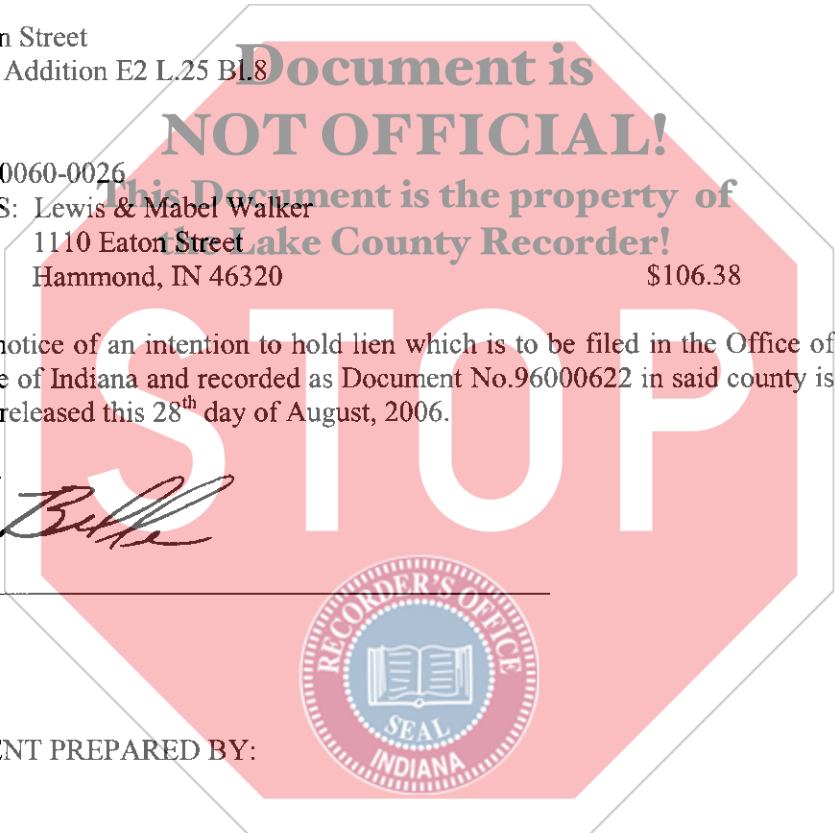 n Street
Addition E2 L.25 Bl.8
Document is
NOT OFFICIAL!
0060-0026
This Document is the property of
S: Lewis & Mabel Walker
1110 Eaton Street
the Lake County Recorder!
Hammond, IN 46320 $106.38
notice of an intention to hold lien which is to be filed in the Office of
e of Indiana and recorded as Document No.96000622 in said county is
released this 28th day of August, 2006.
STOP
RECORDER'S OFFICE
SEAL
INDIANA
ENT PREPARED BY: